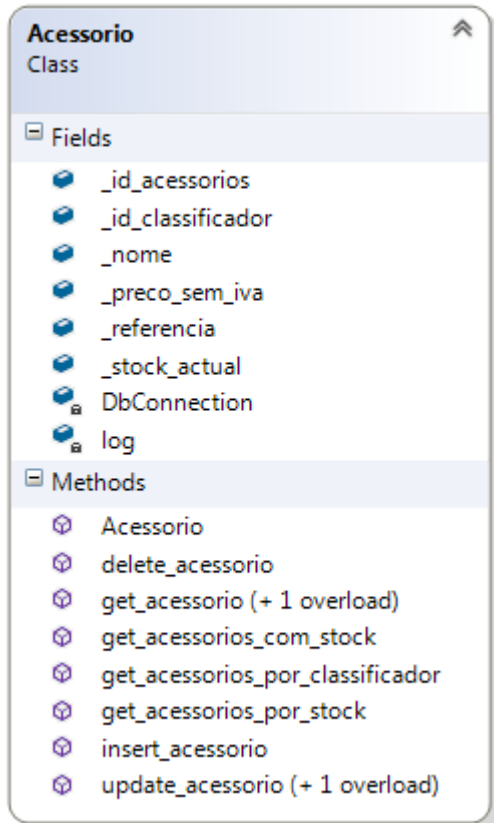 Acessorio
Class
Fields
_id_acessorios
_id_classificador
_nome
_preco_sem_iva
_referencia
_stock_actual
DbConnection
log
Methods
Acessorio
delete_acessorio
get_acessorio (+ 1 overload)
get_acessorios_com_stock
get_acessorios_por_classificador
get_acessorios_por_stock
insert_acessorio
update_acessorio (+ 1 overload)